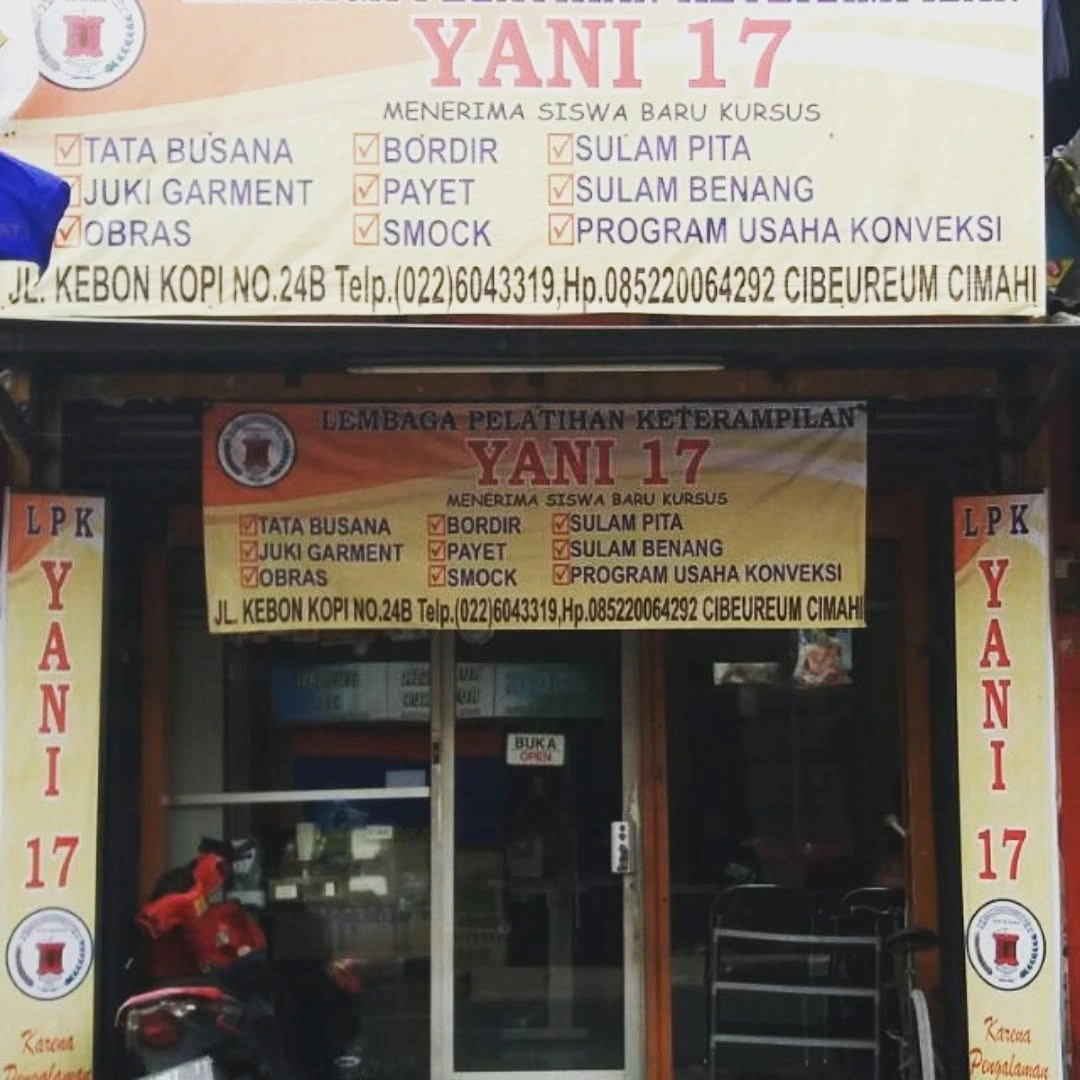 PELATIHAN KETERAMPILAN
YANI 17
MENERIMA SISWA BARU KURSUS
TATA BUSANA BORDIR SULAM PITA
JUKI GARMENT PAYET SULAM BENANG
OBRAS SMOCK PROGRAM USAHA KONVEKSI
JL. KEBON KOPI NO.24B Telp.(022)6043319,Hp.085220064292 CIBEUREUM CIMAHI
LEMBAGA PELATIHAN KETERAMPILAN
YANI 17
MENERIMA SISWA BARU KURSUS
TATA BUSANA BORDIR SULAM PITA
JUKI GARMENT PAYET SULAM BENANG
OBRAS SMOCK PROGRAM USAHA KONVEKSI
JL. KEBON KOPI NO.24B Telp.(022)6043319,Hp.085220064292 CIBEUREUM CIMAHI
LPK
YANI
17
Karena
Pengalaman
BUKA
OPEN
LPK
YANI
17
Karena
Pengalaman